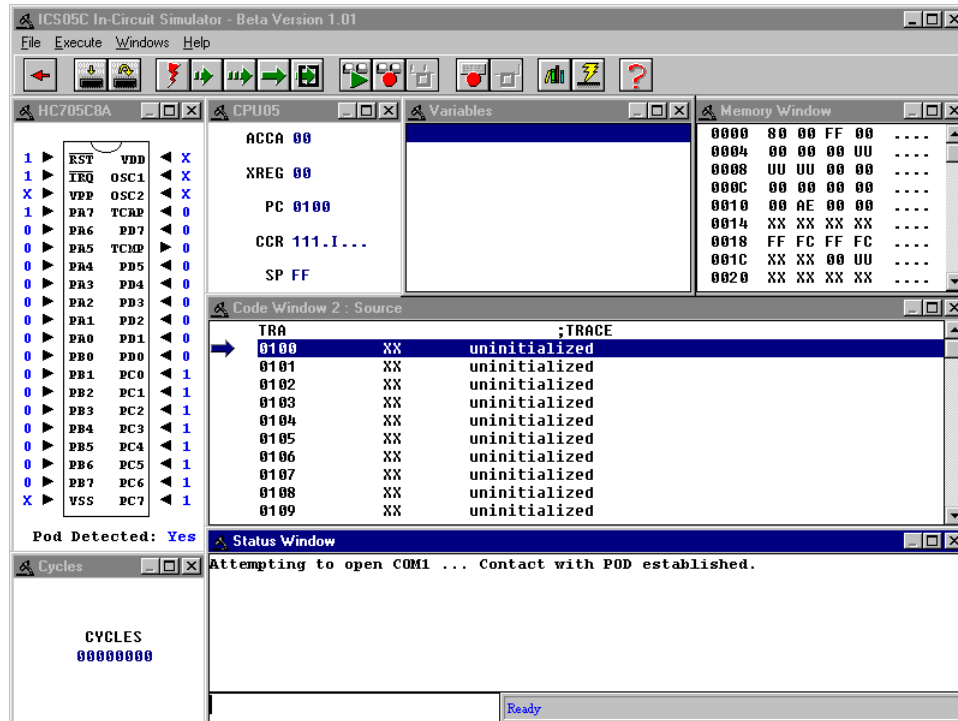 ICS05C In-Circuit Simulator - Beta Version 1.01
File Execute Windows Help
HC705C8A
1 RST VDD X
1 IRQ OSC1 X
X VPP OSC2 X
1 PA7 TCAP 0
0 PA6 PD7 0
0 PA5 TCMP 0
0 PA4 PD5 0
0 PA3 PD4 0
0 PA2 PD3 0
0 PA1 PD2 0
0 PA0 PD1 0
0 PB0 PD0 0
0 PB1 PC0 1
0 PB2 PC1 1
0 PB3 PC2 1
0 PB4 PC3 1
0 PB5 PC4 1
0 PB6 PC5 1
0 PB7 PC6 1
X VSS PC7 1
Pod Detected: Yes
CPU05
ACCA 00
XREG 00
PC 0100
CCR 111.I...
SP FF
Variables
Memory Window
0000 80 00 FF 00 ....
0004 00 00 00 UU ....
0008 UU UU 00 00 ....
000C 00 00 00 00 ....
0010 00 AE 00 00 ....
0014 XX XX XX XX ....
0018 FF FC FF FC ....
001C XX XX 00 UU ....
0020 XX XX XX XX ....
Code Window 2 : Source
TRA ;TRACE
0100 XX uninitialized
0101 XX uninitialized
0102 XX uninitialized
0103 XX uninitialized
0104 XX uninitialized
0105 XX uninitialized
0106 XX uninitialized
0107 XX uninitialized
0108 XX uninitialized
0109 XX uninitialized
Cycles
CYCLES
00000000
Status Window
Attempting to open COM1 ... Contact with POD established.
Ready